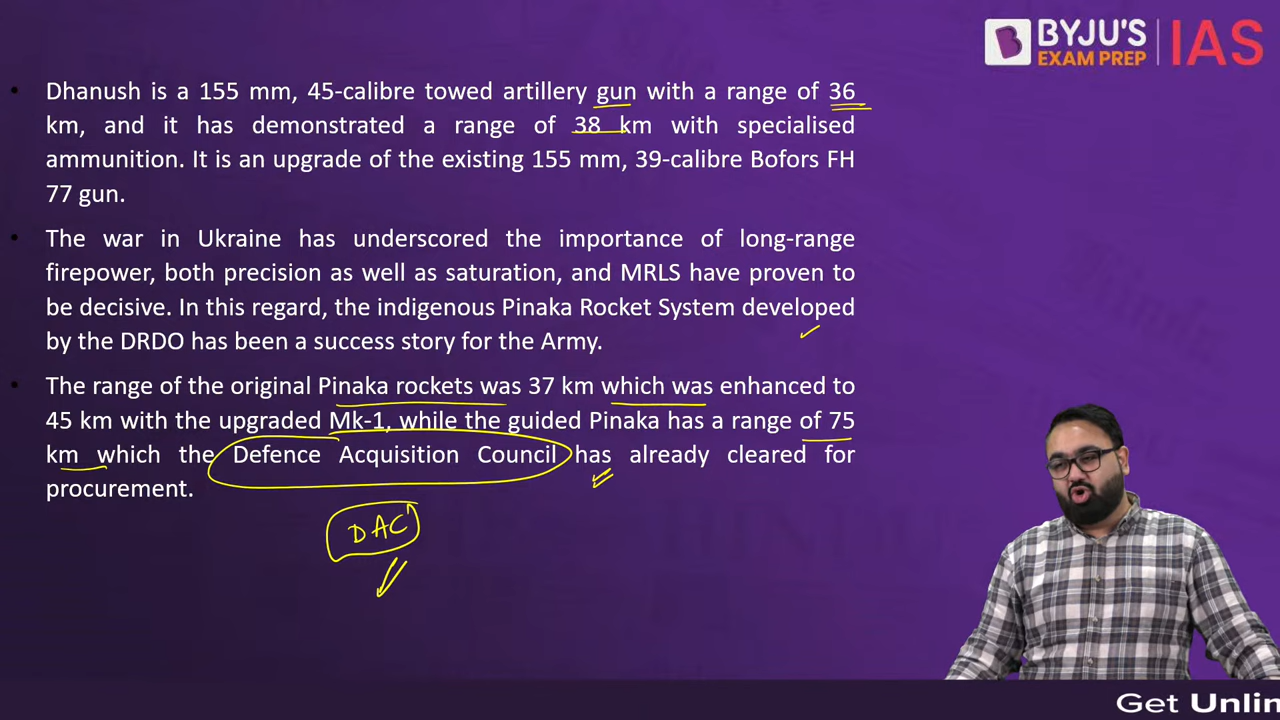 BYJU'S
EXAM PREP
IAS
• Dhanush is a 155 mm, 45-calibre towed artillery gun with a range of 36
km, and it has demonstrated a range of 38 km with specialised
ammunition. It is an upgrade of the existing 155 mm, 39-calibre Bofors FH
77 gun.
• The war in Ukraine has underscored the importance of long-range
firepower, both precision as well as saturation, and MRLS have proven to
be decisive. In this regard, the indigenous Pinaka Rocket System developed
by the DRDO has been a success story for the Army.
• The range of the original Pinaka rockets was 37 km which was enhanced to
45 km with the upgraded Mk-1, while the guided Pinaka has a range of 75
km which the Defence Acquisition Council has already cleared for
procurement.
DAC
Get Unlin